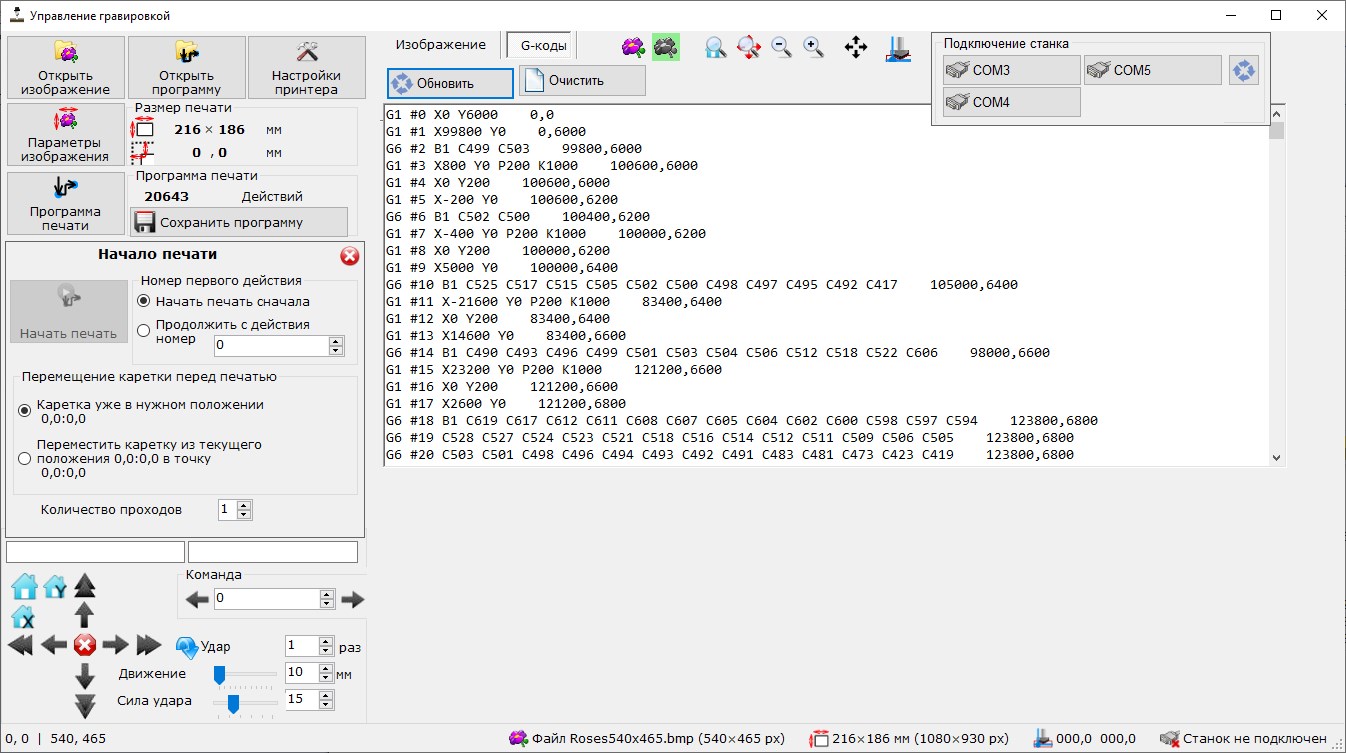 Управление гравировкой
Открыть изображение
Открыть программу
Настройки принтера
Изображение
G-коды
Обновить
Очистить
Подключение станка
COM3
COM5
COM4
Параметры изображения
Размер печати
216 × 186 мм
0 , 0 мм
Программа печати
Программа печати
20643 Действий
Сохранить программу
Начало печати
Начать печать
Номер первого действия
Начать печать сначала
Продолжить с действия
номер 0
Перемещение каретки перед печатью
Каретка уже в нужном положении
0,0:0,0
Переместить каретку из текущего
положения 0,0:0,0 в точку
0,0:0,0
Количество проходов 1
G1 #0 X0 Y6000    0,0
G1 #1 X99800 Y0    0,6000
G6 #2 B1 C499 C503    99800,6000
G1 #3 X800 Y0 P200 K1000    100600,6000
G1 #4 X0 Y200    100600,6000
G1 #5 X-200 Y0    100600,6200
G6 #6 B1 C502 C500    100400,6200
G1 #7 X-400 Y0 P200 K1000    100000,6200
G1 #8 X0 Y200    100000,6200
G1 #9 X5000 Y0    100000,6400
G6 #10 B1 C525 C517 C515 C505 C502 C500 C498 C497 C495 C492 C417    105000,6400
G1 #11 X-21600 Y0 P200 K1000    83400,6400
G1 #12 X0 Y200    83400,6400
G1 #13 X14600 Y0    83400,6600
G6 #14 B1 C490 C493 C496 C499 C501 C503 C504 C506 C512 C518 C522 C606    98000,6600
G1 #15 X23200 Y0 P200 K1000    121200,6600
G1 #16 X0 Y200    121200,6600
G1 #17 X2600 Y0    121200,6800
G6 #18 B1 C619 C617 C612 C611 C608 C607 C605 C604 C602 C600 C598 C597 C594    123800,6800
G6 #19 C528 C527 C524 C523 C521 C518 C516 C514 C512 C511 C509 C506 C505    123800,6800
G6 #20 C503 C501 C498 C496 C494 C493 C492 C491 C483 C481 C473 C423 C419    123800,6800
Команда
0
Y
X
Удар 1 раз
Движение 10 мм
Сила удара 15
0, 0 | 540, 465
Файл Roses540x465.bmp (540×465 px)
216×186 мм (1080×930 px)
000,0 000,0
Станок не подключен